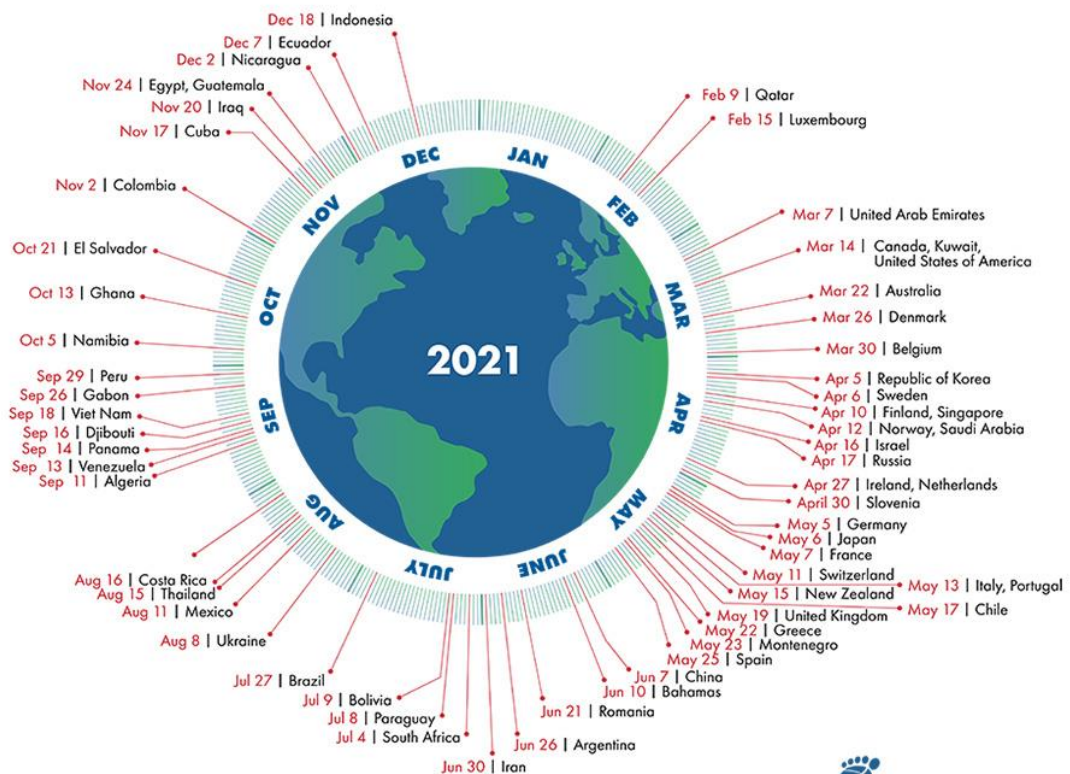 Dec 18 | Indonesia
Dec 7 | Ecuador
Dec 2 | Nicaragua
Nov 24 | Egypt, Guatemala
Nov 20 | Iraq
Nov 17 | Cuba
Nov 2 | Colombia
Oct 21 | El Salvador
Oct 13 | Ghana
Oct 5 | Namibia
Sep 29 | Peru
Sep 26 | Gabon
Sep 18 | Viet Nam
Sep 16 | Djibouti
Sep 14 | Panama
Sep 13 | Venezuela
Sep 11 | Algeria
Aug 16 | Costa Rica
Aug 15 | Thailand
Aug 11 | Mexico
Aug 8 | Ukraine
Jul 27 | Brazil
Jul 9 | Bolivia
Jul 8 | Paraguay
Jul 4 | South Africa
Jun 30 | Iran
JAN
FEB
MAR
APR
MAY
JUNE
JULY
AUG
SEP
OCT
NOV
DEC
2021
Feb 9 | Qatar
Feb 15 | Luxembourg
Mar 7 | United Arab Emirates
Mar 14 | Canada, Kuwait,
United States of America
Mar 22 | Australia
Mar 26 | Denmark
Mar 30 | Belgium
Apr 5 | Republic of Korea
Apr 6 | Sweden
Apr 10 | Finland, Singapore
Apr 12 | Norway, Saudi Arabia
Apr 16 | Israel
Apr 17 | Russia
Apr 27 | Ireland, Netherlands
April 30 | Slovenia
May 5 | Germany
May 6 | Japan
May 7 | France
May 11 | Switzerland
May 13 | Italy, Portugal
May 15 | New Zealand
May 17 | Chile
May 19 | United Kingdom
May 22 | Greece
May 23 | Montenegro
May 25 | Spain
Jun 7 | China
Jun 10 | Bahamas
Jun 21 | Romania
Jun 26 | Argentina